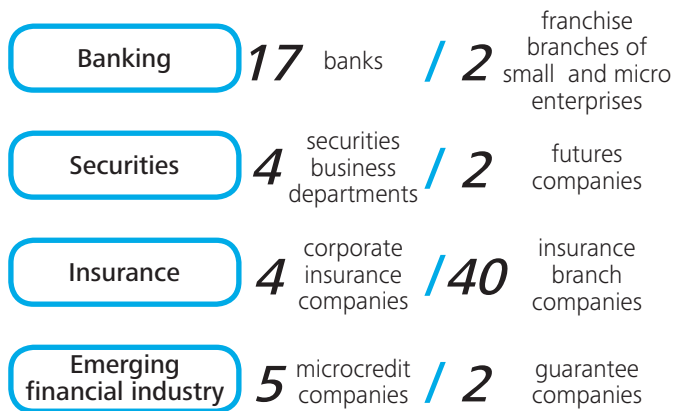 Banking
17 banks / 2
franchise
branches of
small and micro
enterprises
Securities
4
securities
business
departments
/ 2
futures
companies
Insurance
4
corporate
insurance
companies
/ 40
insurance
branch
companies
Emerging
financial industry
5
microcredit
companies
/ 2
guarantee
companies